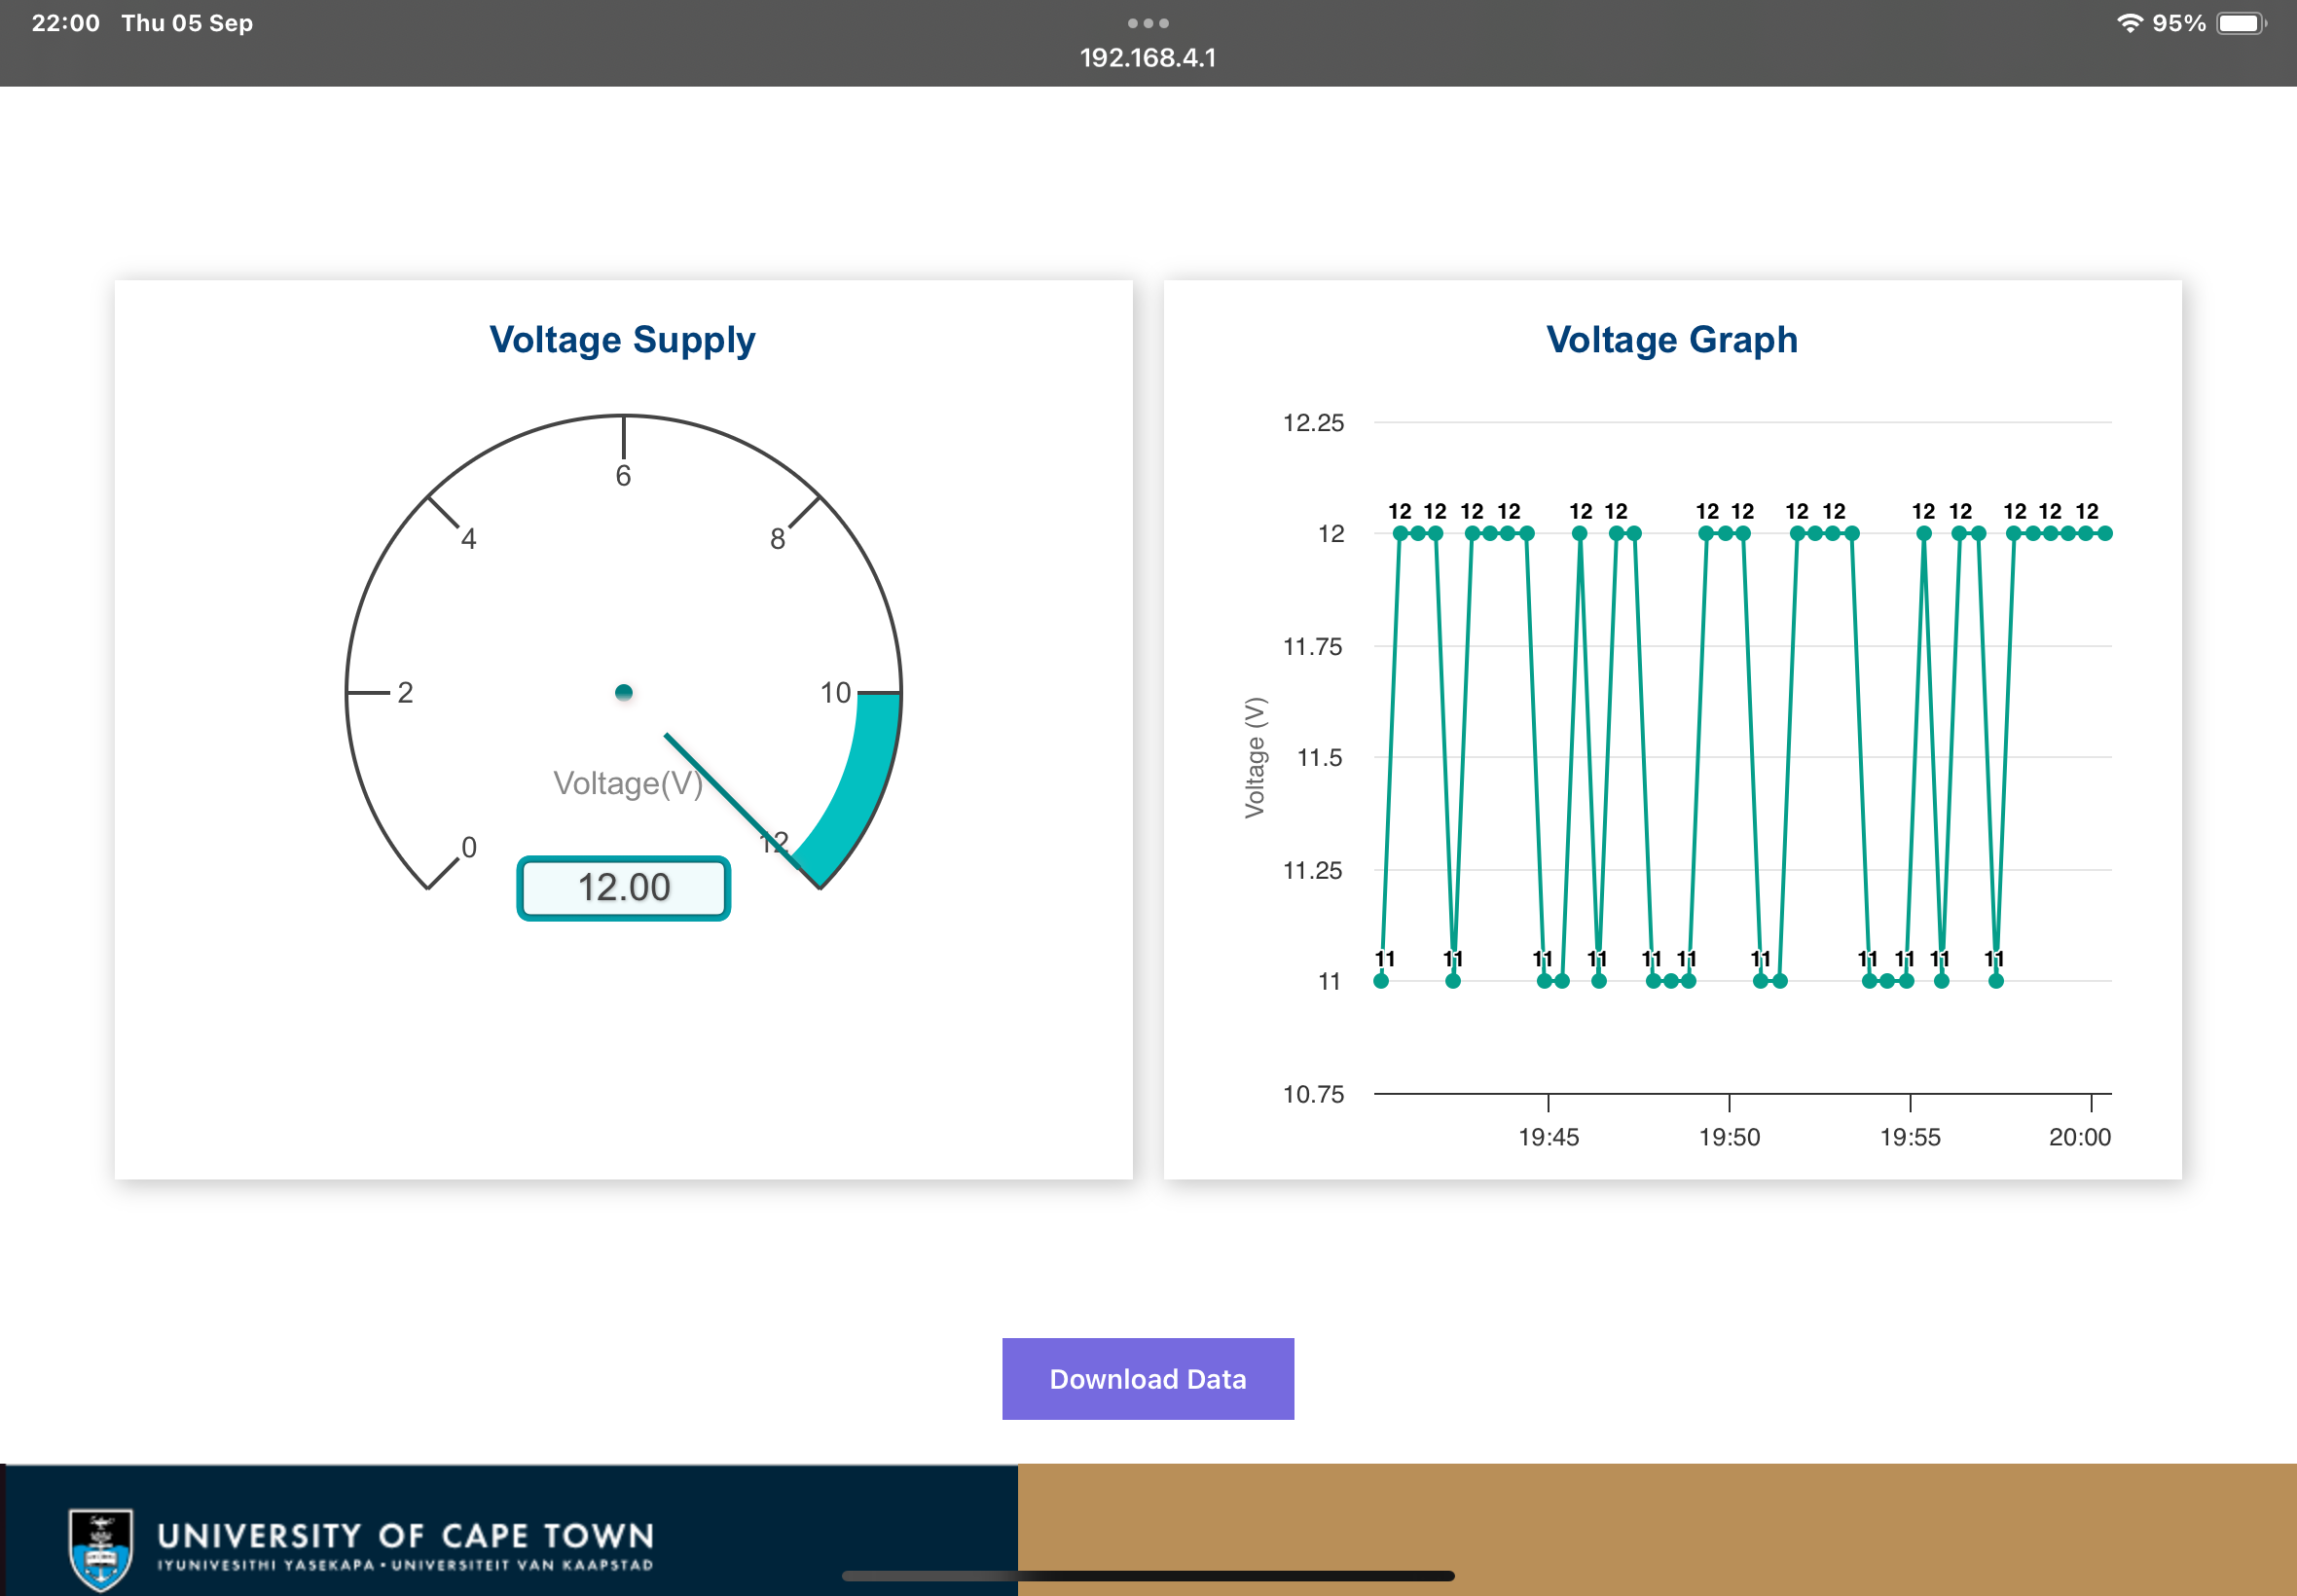 22:00 Thu 05 Sep
95%
192.168.4.1
Voltage Supply
6
4
8
2
10
Voltage(V)
0
12
12.00
Voltage Graph
12.25
12 12 12 12 12 12 12 12 12 12 12 12 12 12 12
12
11.75
11.5
Voltage (V)
11.25
11 11 11 11 11 11 11 11 11 11 11
11
10.75
19:45 19:50 19:55 20:00
Download Data
UNIVERSITY OF CAPE TOWN
IYUNIVESITHI YASEKAPA • UNIVERSITEIT VAN KAAPSTAD